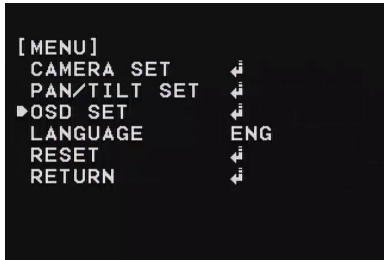 [MENU]
CAMERA SET ↲
PAN/TILT SET ↲
►OSD SET ↲
LANGUAGE ENG
RESET ↲
RETURN ↲